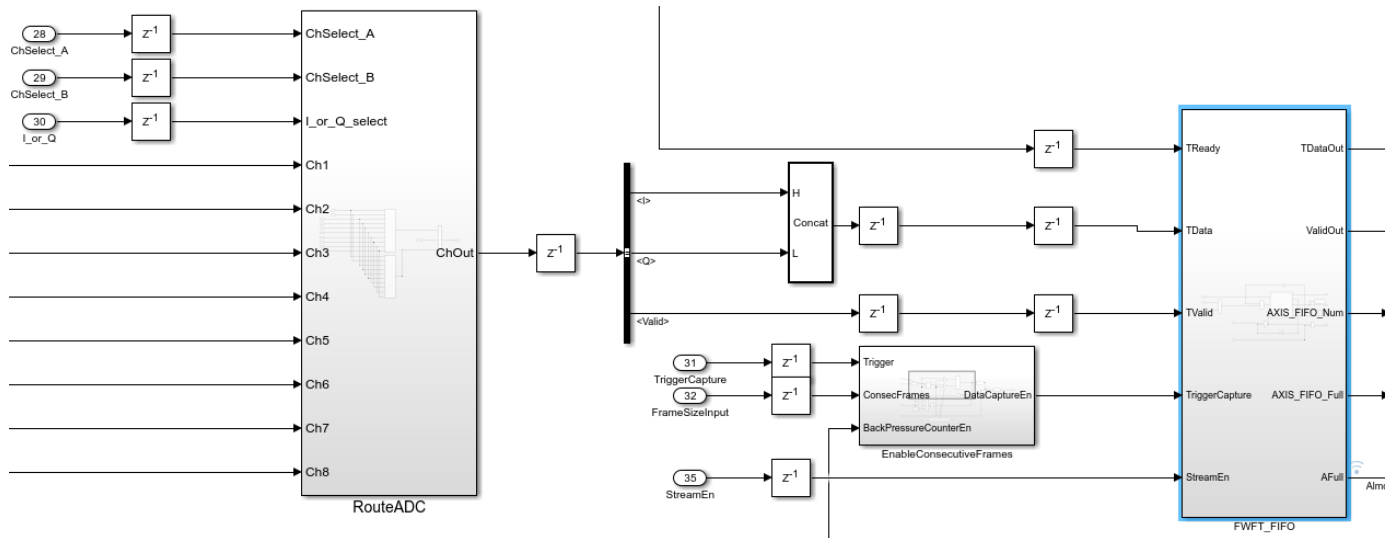 28
ChSelect_A
z-1
ChSelect_A
29
ChSelect_B
z-1
ChSelect_B
30
I_or_Q
z-1
I_or_Q_select
Ch1
Ch2
Ch3
Ch4
Ch5
Ch6
Ch7
Ch8
ChOut
RouteADC
z-1
<I>
<Q>
<Valid>
H
L
Concat
z-1
z-1
z-1
z-1
z-1
31
TriggerCapture
z-1
32
FrameSizeInput
z-1
Trigger
ConsecFrames
BackPressureCounterEn
DataCaptureEn
EnableConsecutiveFrames
35
StreamEn
z-1
TReady
TData
TValid
TriggerCapture
StreamEn
TDataOut
ValidOut
AXIS_FIFO_Num
AXIS_FIFO_Full
AFull
FWFT_FIFO